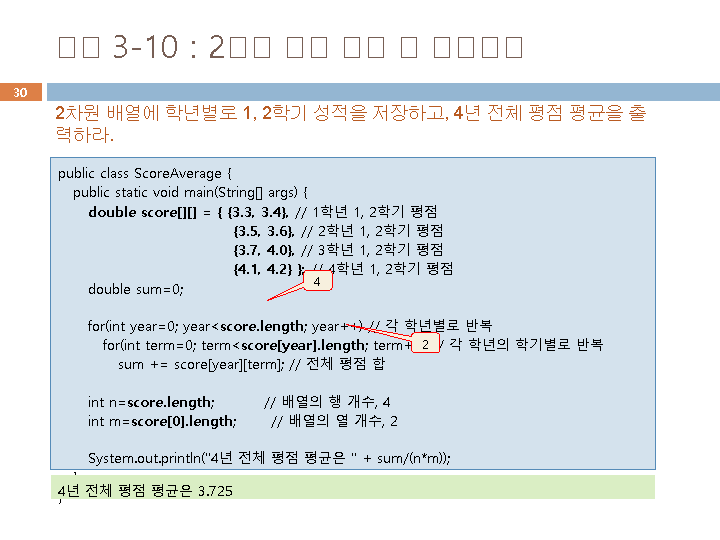 3-10 : 2
30
2차원 배열에 학년별로 1, 2학기 성적을 저장하고, 4년 전체 평점 평균을 출
력하라.
public class ScoreAverage {
public static void main(String[] args) {
double score[][] = { {3.3, 3.4}, // 1학년 1, 2학기 평점
{3.5, 3.6}, // 2학년 1, 2학기 평점
{3.7, 4.0}, // 3학년 1, 2학기 평점
{4.1, 4.2} }; // 4학년 1, 2학기 평점
4
double sum=0;
for(int year=0; year<score.length; year++) // 각 학년별로 반복
for(int term=0; term<score[year].length; term+ / 각 학년의 학기별로 반복
2
sum += score[year][term]; // 전체 평점 합
int n=score.length; // 배열의 행 개수, 4
int m=score[0].length; // 배열의 열 개수, 2
System.out.println("4년 전체 평점 평균은 " + sum/(n*m));
4년 전체 평점 평균은 3.725